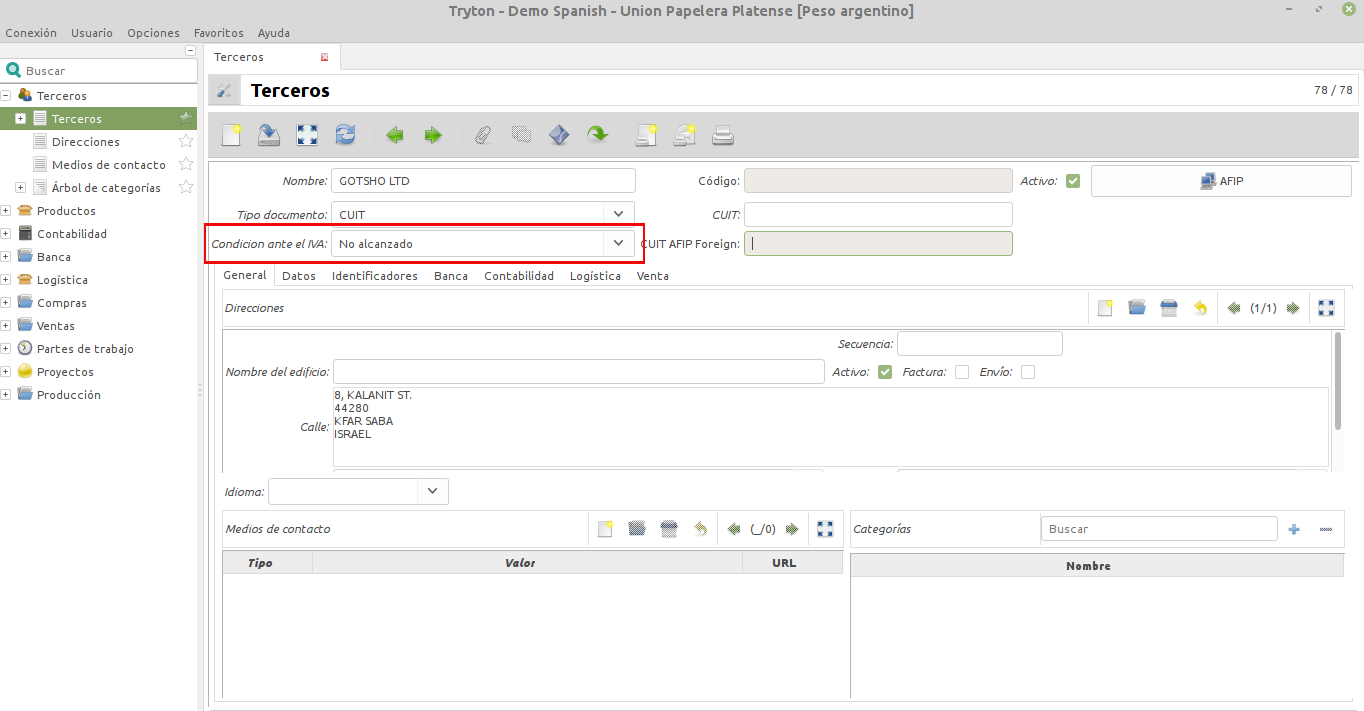 Tryton - Demo Spanish - Union Papelera Platense [Peso argentino]
Conexión Usuario Opciones Favoritos Ayuda
Buscar
Terceros
Terceros
Direcciones
Medios de contacto
Árbol de categorías
Productos
Contabilidad
Banca
Logística
Compras
Ventas
Partes de trabajo
Proyectos
Producción
Terceros
Terceros 78 / 78
Nombre: GOTSHO LTD Código: Activo: AFIP
Tipo documento: CUIT CUIT:
Condicion ante el IVA: No alcanzado CUIT AFIP Foreign:
General Datos Identificadores Banca Contabilidad Logística Venta
Direcciones (1/1)
Secuencia:
Nombre del edificio: Activo: Factura: Envío:
Calle: 8, KALANIT ST.
44280
KFAR SABA
ISRAEL
Idioma:
Medios de contacto (_/0) Categorías Buscar
Tipo Valor URL Nombre